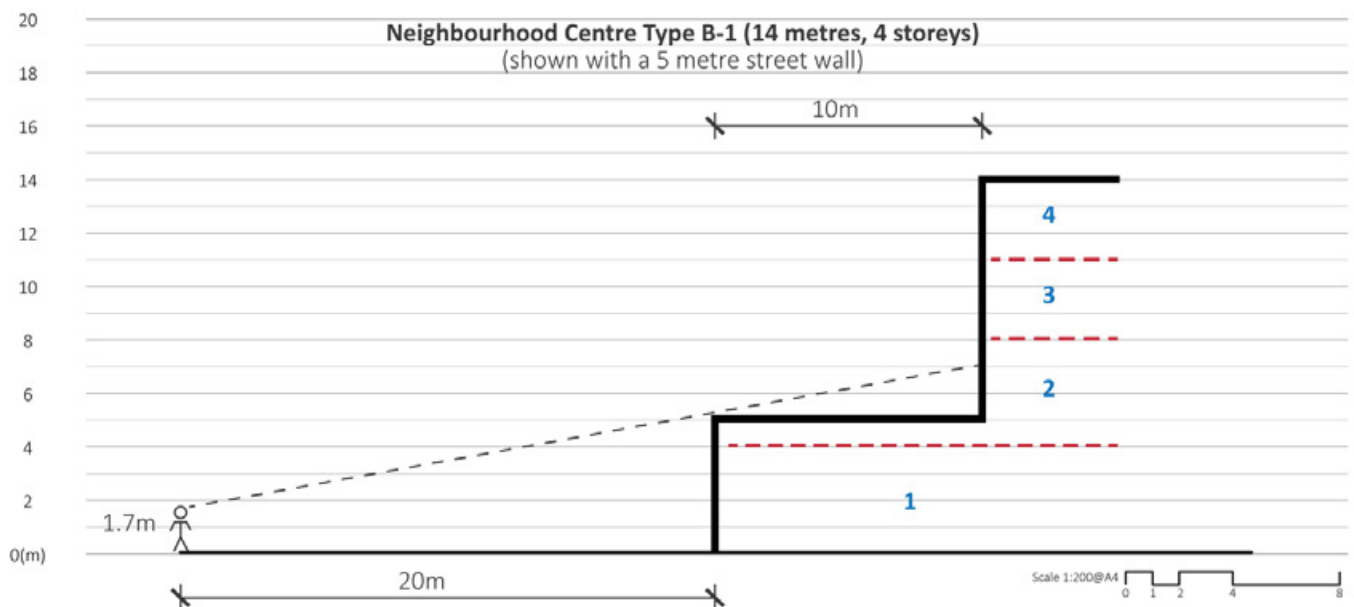 20
Neighbourhood Centre Type B-1 (14 metres, 4 storeys)
(shown with a 5 metre street wall)
18
16
10m
14
4
12
10
3
8
6
2
4
2
1
1.7m
0(m)
20m
Scale 1:200@A4
0 1 2 4 8